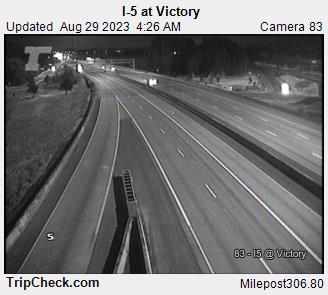 I-5 at Victory
Updated Aug 29 2023 4:26 AM Camera 83
T
S
83 - I5 @ Victory
TripCheck.com Milepost306.80